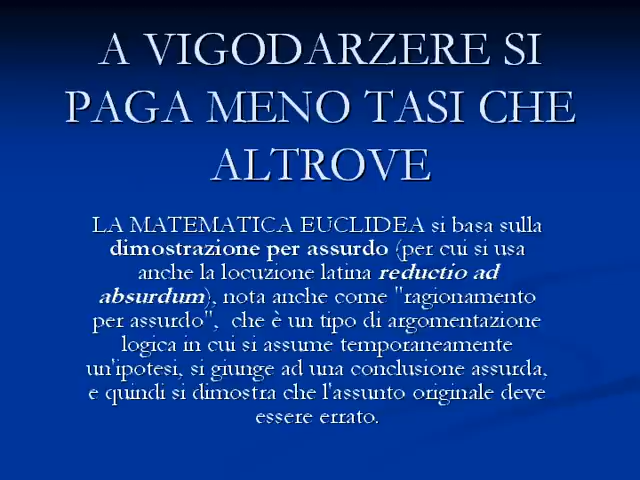 A VIGODARZERE SI
PAGA MENO TASI CHE
ALTROVE
LA MATEMATICA EUCLIDEA si basa sulla
dimostrazione per assurdo (per cui si usa
anche la locuzione latina reductio ad
absurdum), nota anche come "ragionamento
per assurdo",  che è un tipo di argomentazione
logica in cui si assume temporaneamente
un'ipotesi, si giunge ad una conclusione assurda,
e quindi si dimostra che l'assunto originale deve
essere errato.